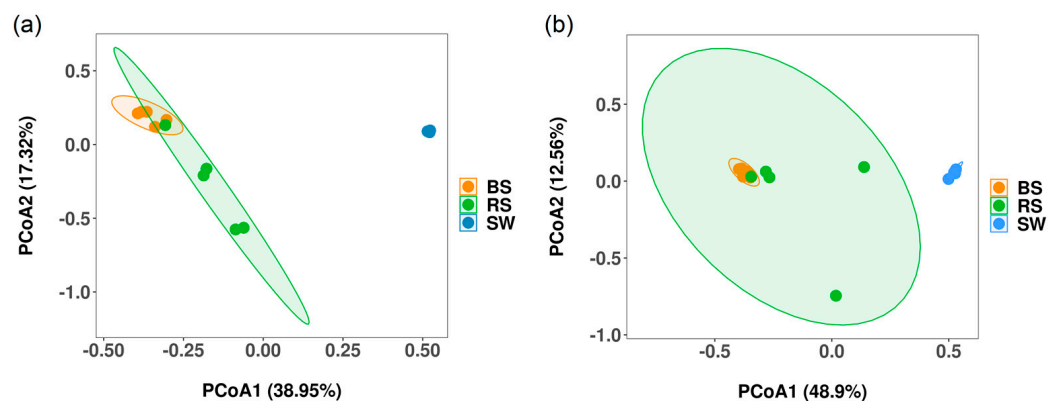 (a)
0.5
0.0
-0.5
-1.0
PCoA2 (17.32%)
-0.50 -0.25 0.00 0.25 0.50
PCoA1 (38.95%)
BS
RS
SW
(b)
0.5
0.0
-0.5
-1.0
PCoA2 (12.56%)
-0.5 0.0 0.5
PCoA1 (48.9%)
BS
RS
SW